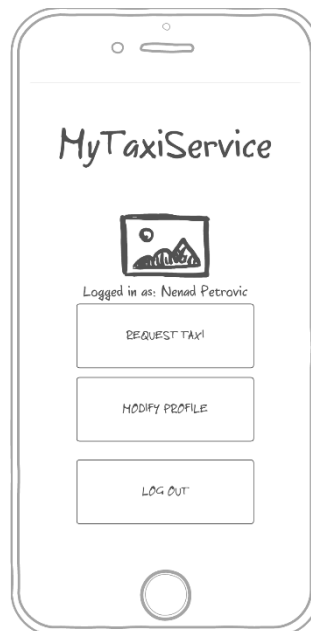 MyTaxiService
Logged in as: Nenad Petrovic
REQUEST TAXI
MODIFY PROFILE
LOG OUT